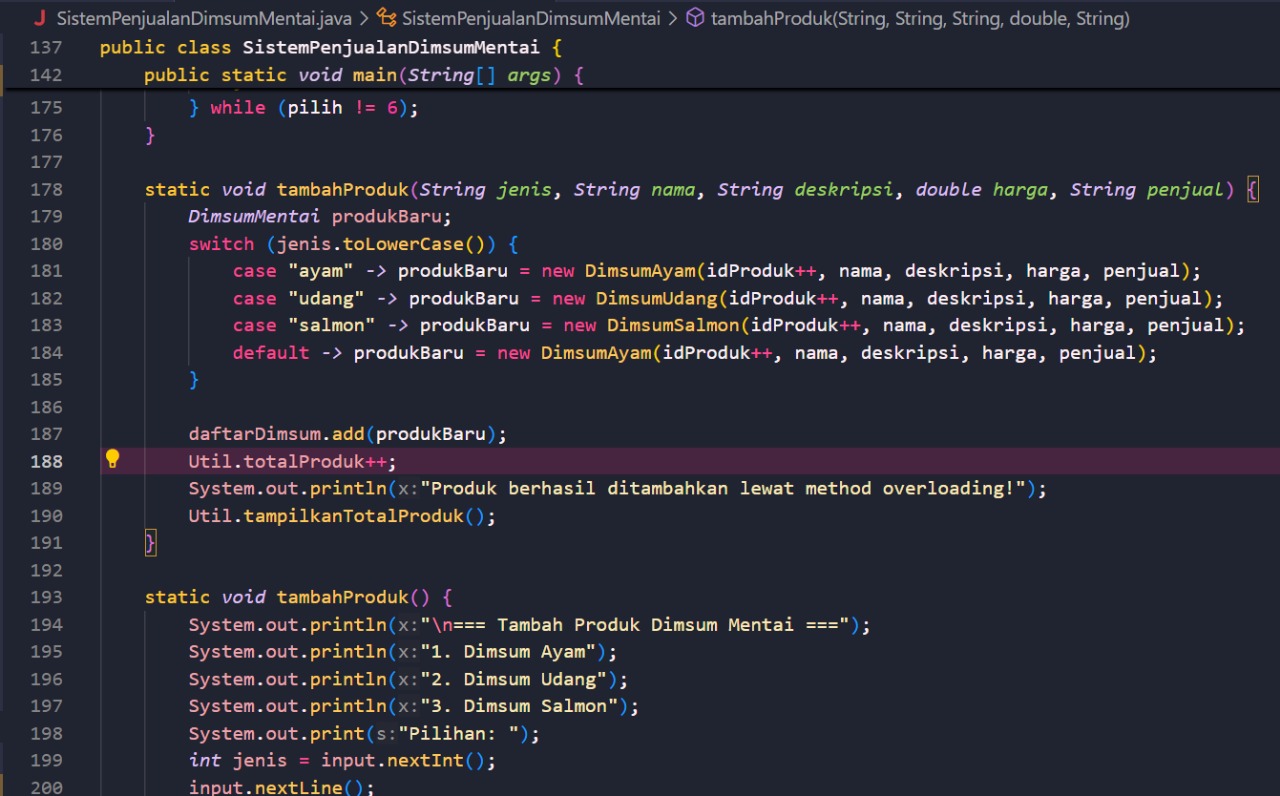 SistemPenjualanDimsumMentai.java > SistemPenjualanDimsumMentai > tambahProduk(String, String, String, double, String)
137 public class SistemPenjualanDimsumMentai {
142 public static void main(String[] args) {
175 } while (pilih != 6);
176 }
177
178 static void tambahProduk(String jenis, String nama, String deskripsi, double harga, String penjual) {
179 DimsumMentai produkBaru;
180 switch (jenis.toLowerCase()) {
181 case "ayam" -> produkBaru = new DimsumAyam(idProduk++, nama, deskripsi, harga, penjual);
182 case "udang" -> produkBaru = new DimsumUdang(idProduk++, nama, deskripsi, harga, penjual);
183 case "salmon" -> produkBaru = new DimsumSalmon(idProduk++, nama, deskripsi, harga, penjual);
184 default -> produkBaru = new DimsumAyam(idProduk++, nama, deskripsi, harga, penjual);
185 }
186
187 daftarDimsum.add(produkBaru);
188 Util.totalProduk++;
189 System.out.println(x:"Produk berhasil ditambahkan lewat method overloading!");
190 Util.tampilkanTotalProduk();
191 }
192
193 static void tambahProduk() {
194 System.out.println(x:"\n=== Tambah Produk Dimsum Mentai ===");
195 System.out.println(x:"1. Dimsum Ayam");
196 System.out.println(x:"2. Dimsum Udang");
197 System.out.println(x:"3. Dimsum Salmon");
198 System.out.print(s:"Pilihan: ");
199 int jenis = input.nextInt();
200 input.nextLine();